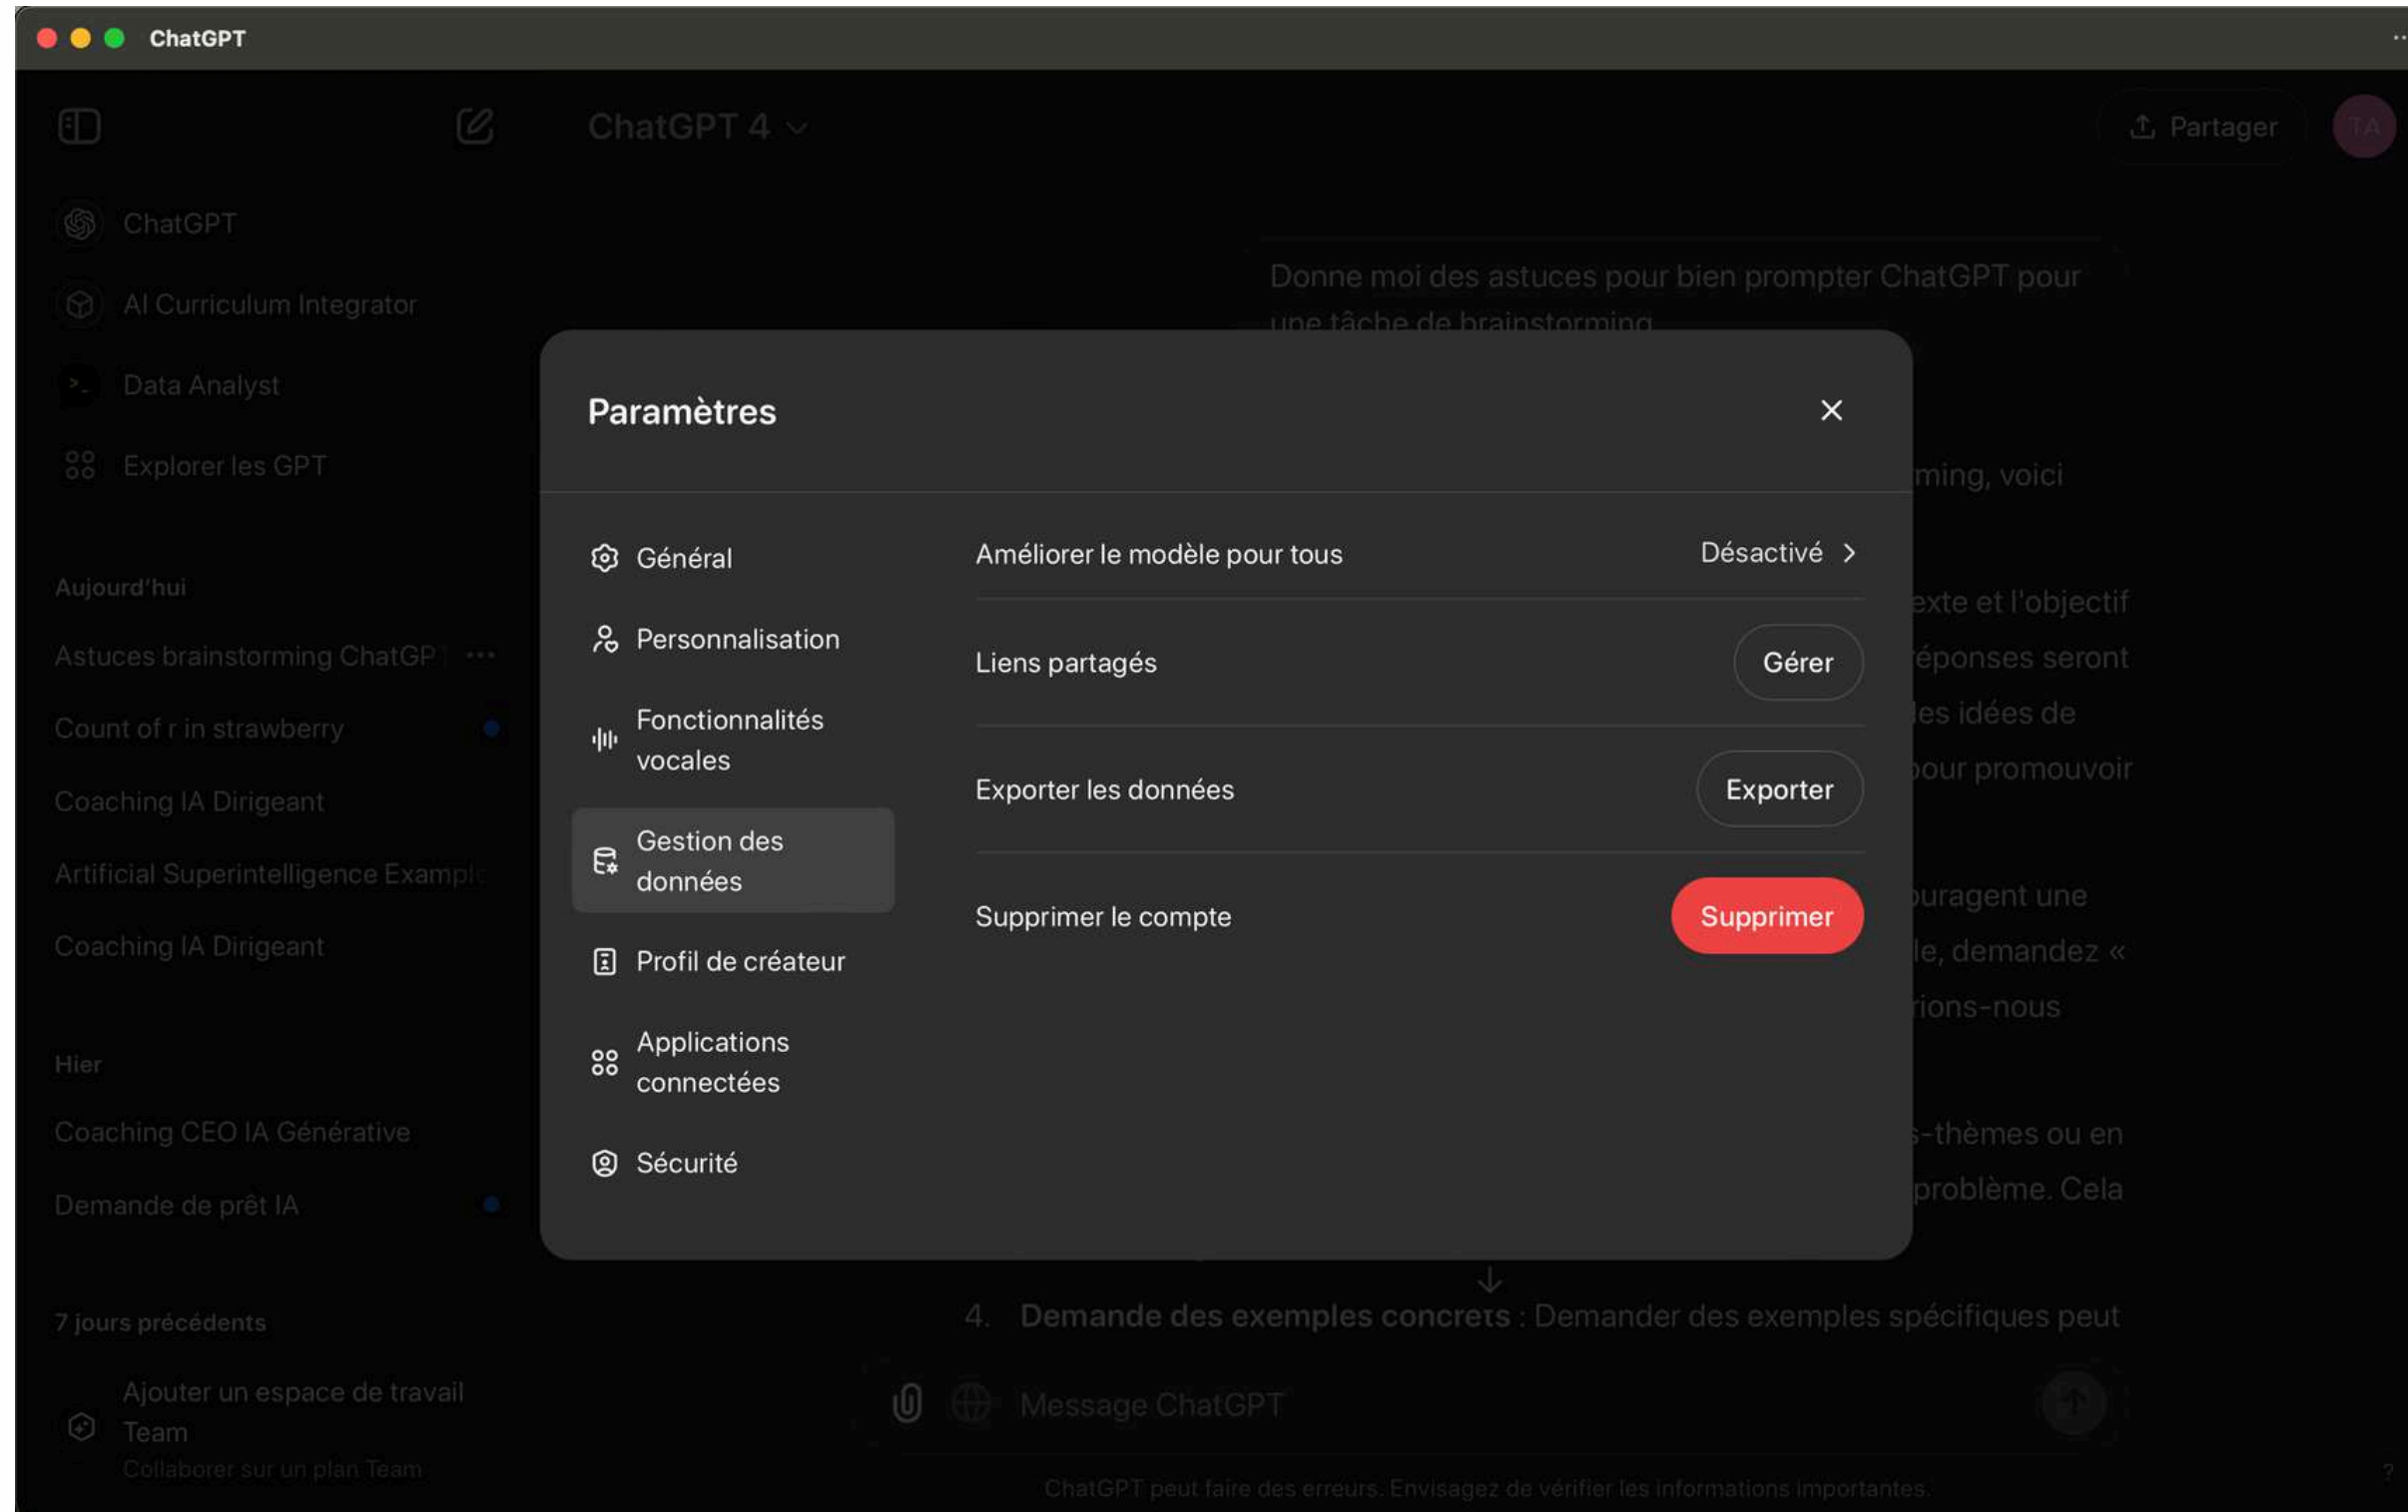 ChatGPT
ChatGPT 4
Partager
TA
ChatGPT
AI Curriculum Integrator
Data Analyst
Explorer les GPT
Aujourd'hui
Astuces brainstorming ChatGP
Count of r in strawberry
Coaching IA Dirigeant
Artificial Superintelligence Example
Coaching IA Dirigeant
Hier
Coaching CEO IA Générative
Demande de prêt IA
7 jours précédents
Ajouter un espace de travail
Team
Collaborer sur un plan Team
Donne moi des astuces pour bien prompter ChatGPT pour
une tâche de brainstorming
Paramètres
Général
Personnalisation
Fonctionnalités
vocales
Gestion des
données
Profil de créateur
Applications
connectées
Sécurité
Améliorer le modèle pour tous Désactivé
Liens partagés Gérer
Exporter les données Exporter
Supprimer le compte Supprimer
ming, voici
exte et l'objectif
éponses seront
les idées de
pour promouvoir
ouragent une
le, demandez «
rions-nous
s-thèmes ou en
problème. Cela
4. Demande des exemples concrets : Demander des exemples spécifiques peut
Message ChatGPT
ChatGPT peut faire des erreurs. Envisagez de vérifier les informations importantes.
?